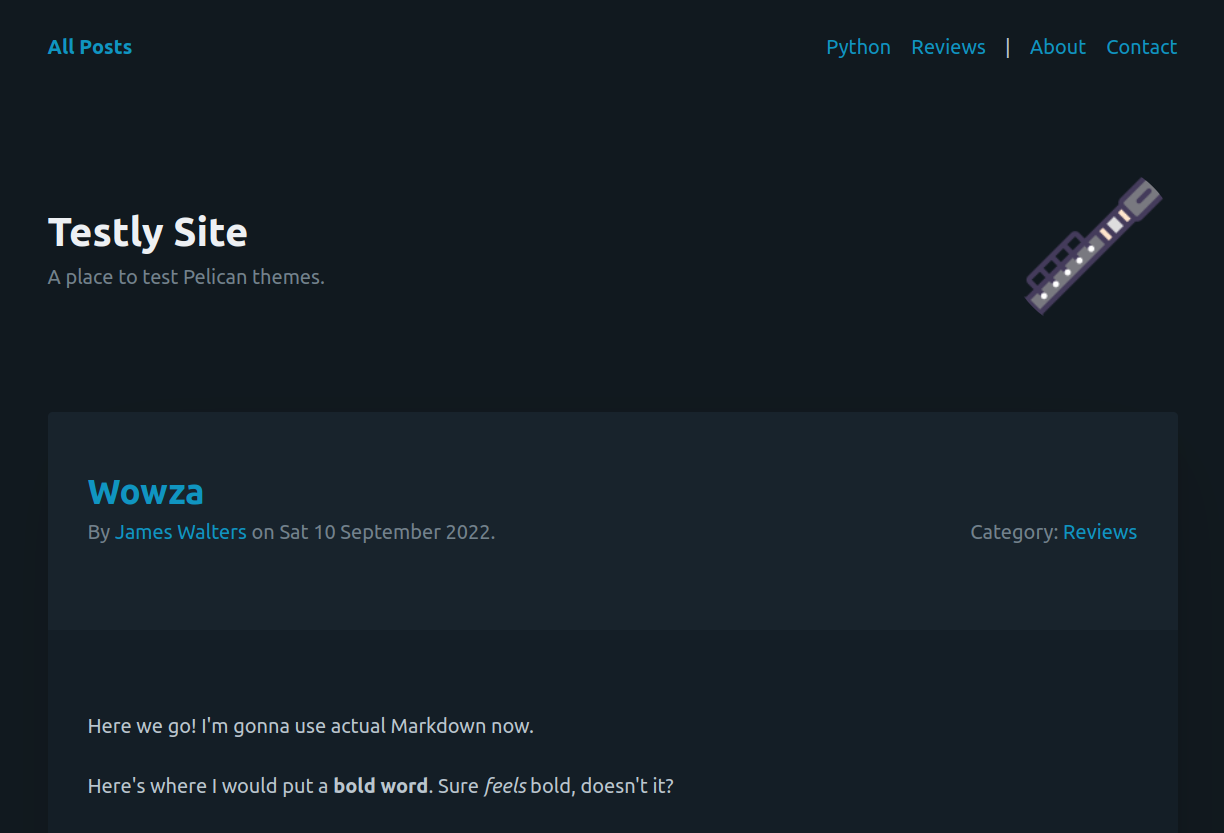 All Posts Python Reviews | About Contact
Testly Site
A place to test Pelican themes.
Wowza
By James Walters on Sat 10 September 2022. Category: Reviews
Here we go! I'm gonna use actual Markdown now.
Here's where I would put a bold word. Sure feels bold, doesn't it?